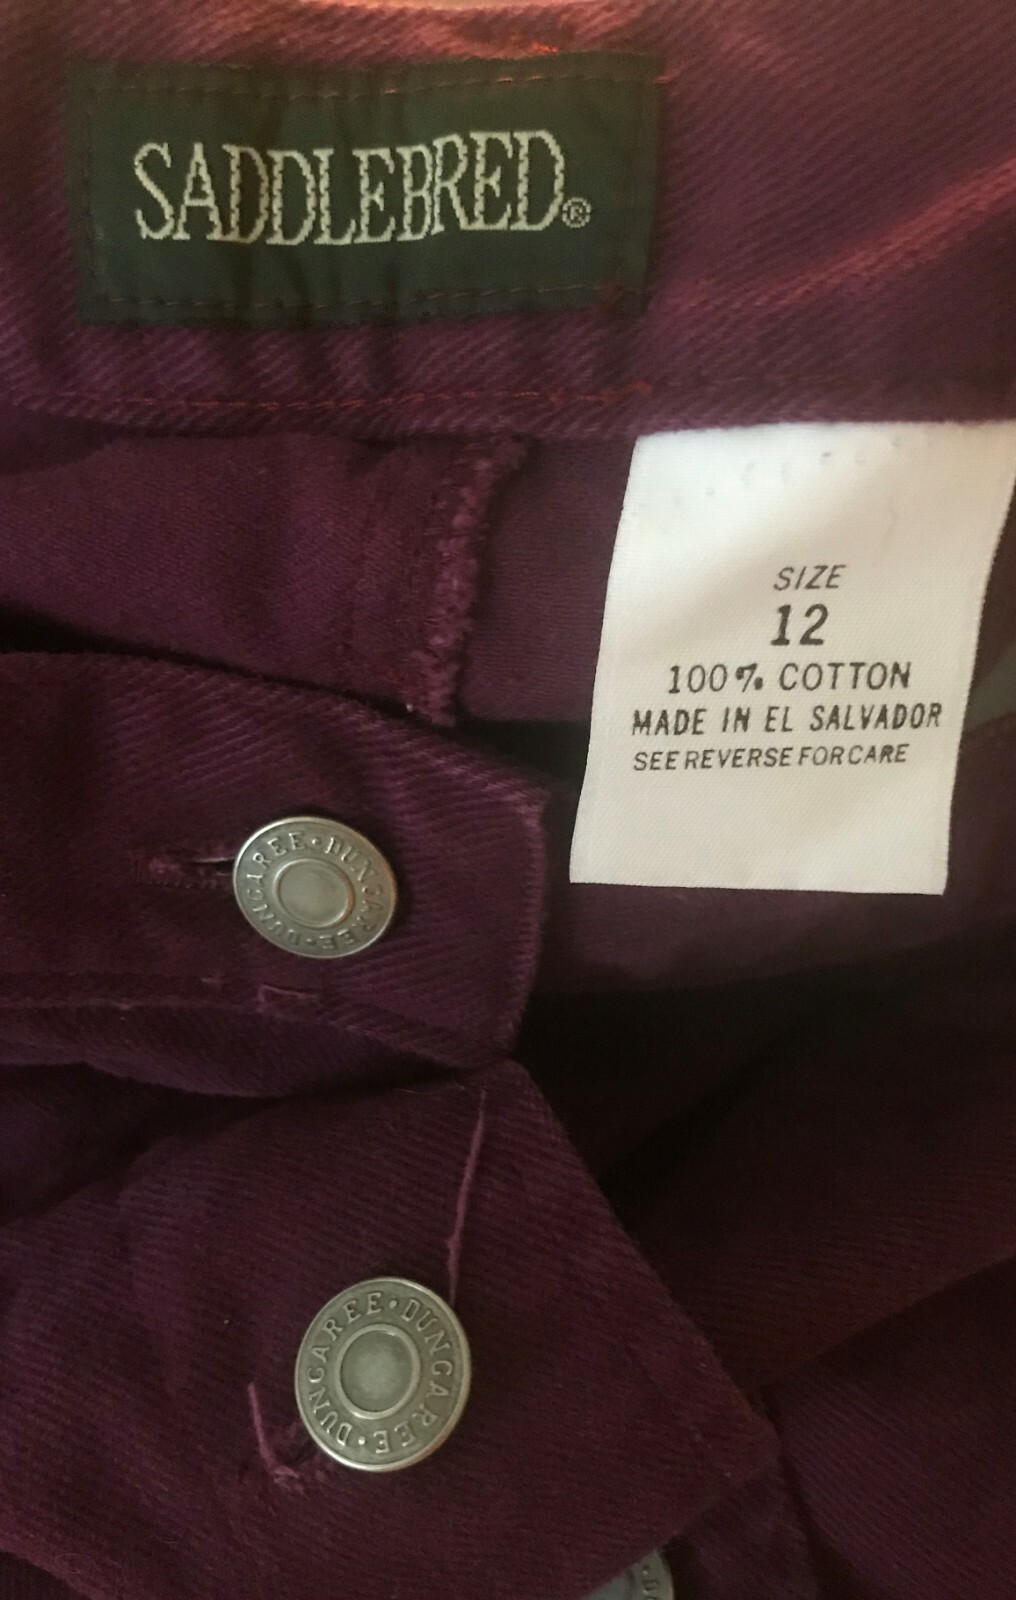 SADDLEBRED®
SIZE
12
100% COTTON
MADE IN EL SALVADOR
SEE REVERSE FOR CARE
DUNGAREE • DUNGAREE •
DUNGAREE • DUNGAREE •